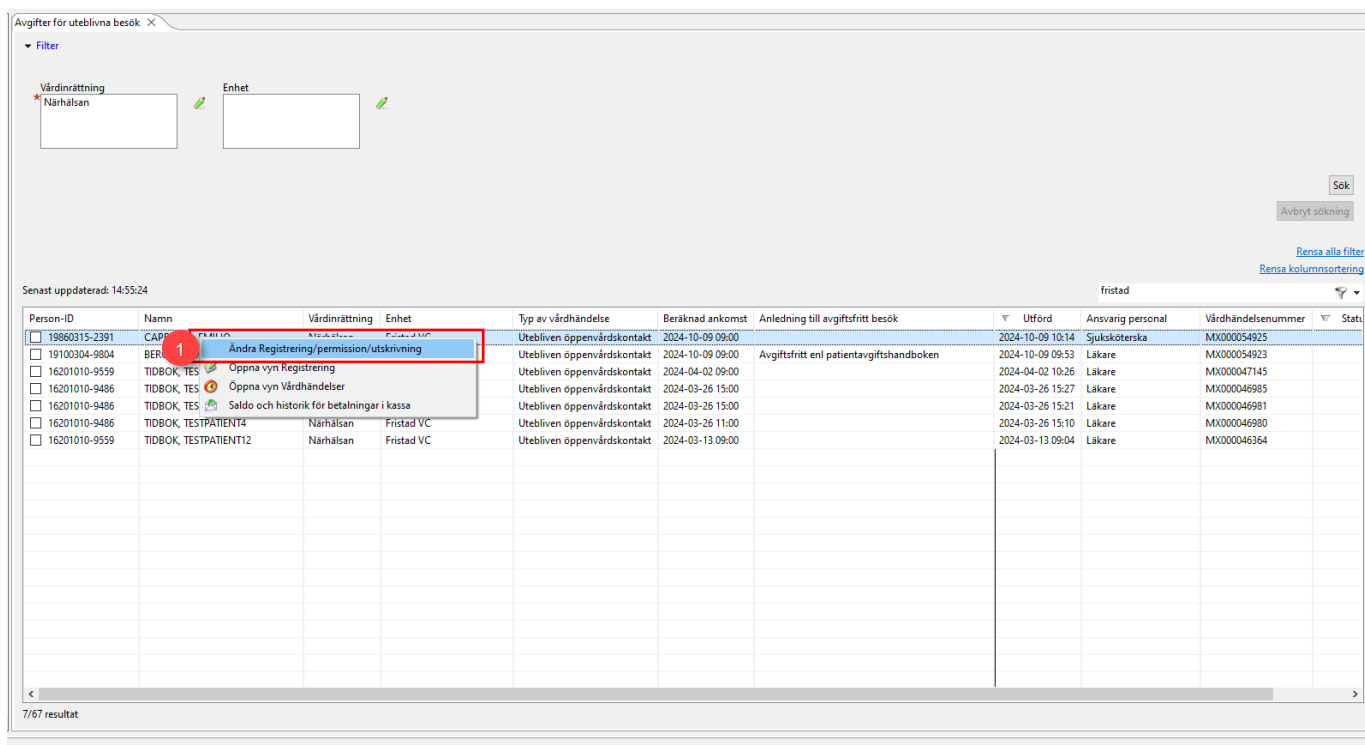 Avgifter för uteblivna besök
Filter
Vårdinrättning Enhet
* Närhälsan
Sök
Avbryt sökning
Rensa alla filter
Rensa kolumnsortering
Senast uppdaterad: 14:55:24 fristad
Person-ID Namn Vårdinrättning Enhet Typ av vårdhändelse Beräknad ankomst Anledning till avgiftsfritt besök Utförd Ansvarig personal Vårdhändelsenummer Statu
19860315-2391 EMILIO Närhälsan Fristad VC Utebliven öppenvårdskontakt 2024-10-09 09:00 2024-10-09 10:14 Sjuksköterska MX000054925
1 Ändra Registrering/permission/utskrivning
19100304-9804 BER Utebliven öppenvårdskontakt 2024-10-09 09:00 Avgiftsfritt enl patientavgiftshandboken 2024-10-09 09:53 Läkare MX000054923
16201010-9559 TIDBOK, TES Öppna vyn Registrering Utebliven öppenvårdskontakt 2024-04-02 09:00 2024-04-02 10:26 Läkare MX000047145
16201010-9486 TIDBOK, TES Öppna vyn Vårdhändelser Utebliven öppenvårdskontakt 2024-03-26 15:00 2024-03-26 15:27 Läkare MX000046985
16201010-9486 TIDBOK, TES Saldo och historik för betalningar i kassa Utebliven öppenvårdskontakt 2024-03-26 15:00 2024-03-26 15:21 Läkare MX000046981
16201010-9486 TIDBOK, TESTPATIENT4 Närhälsan Fristad VC Utebliven öppenvårdskontakt 2024-03-26 11:00 2024-03-26 15:10 Läkare MX000046980
16201010-9559 TIDBOK, TESTPATIENT12 Närhälsan Fristad VC Utebliven öppenvårdskontakt 2024-03-13 09:00 2024-03-13 09:04 Läkare MX000046364
7/67 resultat